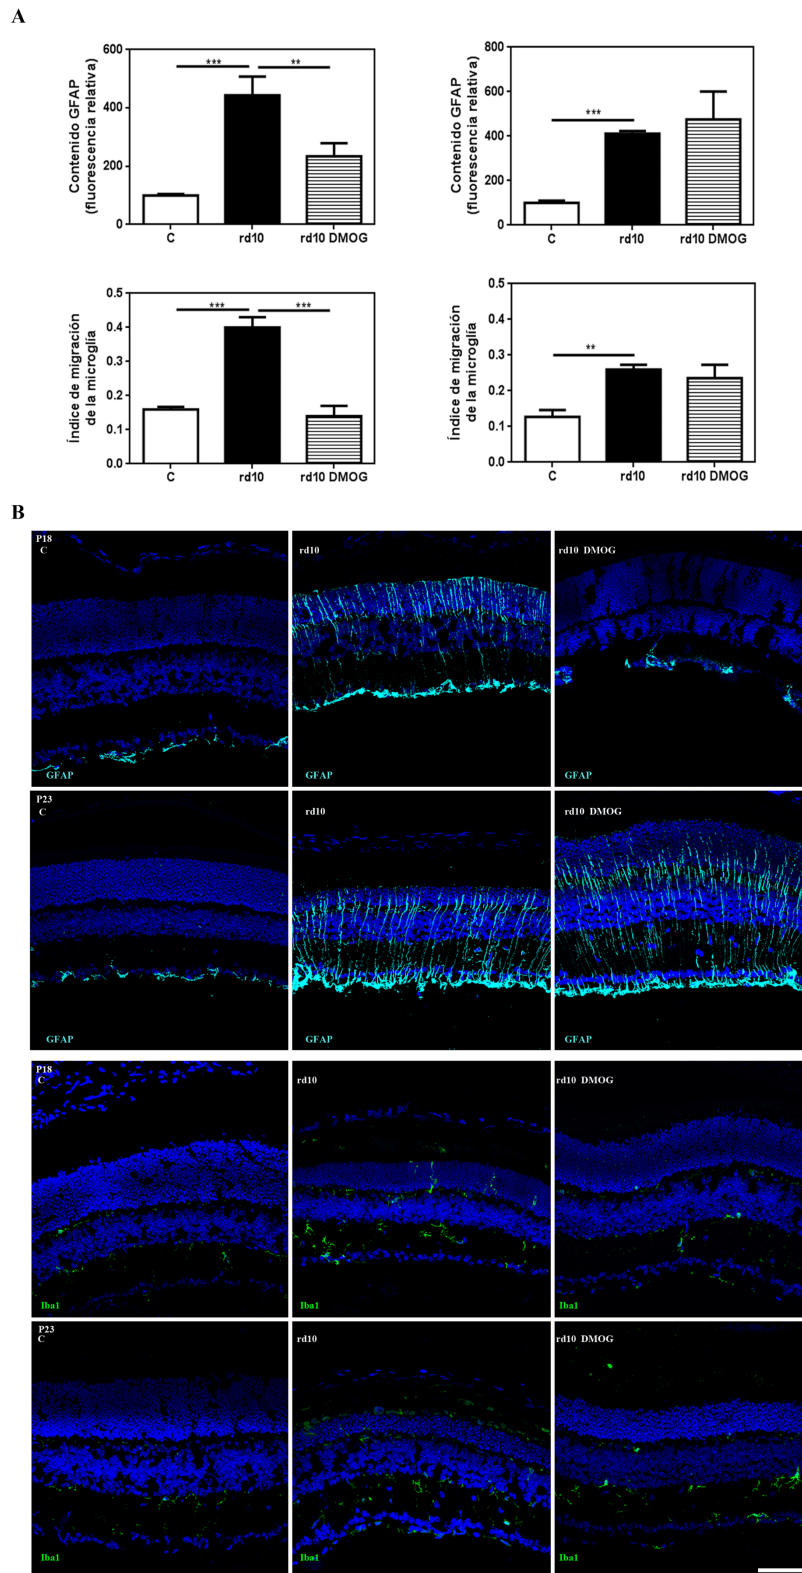 A
600
400
200
0
Contenido GFAP
(fluorescencia relativa)
***
**
C
rd10
rd10 DMOG
800
600
400
200
0
Contenido GFAP
(fluorescencia relativa)
***
C
rd10
rd10 DMOG
0.5
0.4
0.3
0.2
0.1
0.0
Índice de migración
de la microglía
***
***
C
rd10
rd10 DMOG
0.5
0.4
0.3
0.2
0.1
0.0
Índice de migración
de la microglía
**
C
rd10
rd10 DMOG
B
P18
C
GFAP
rd10
rd10 DMOG
GFAP
P23
C
GFAP
rd10
GFAP
rd10 DMOG
GFAP
P18
C
Iba1
rd10
Iba1
rd10 DMOG
Iba1
P23
C
Iba1
rd10
Iba1
rd10 DMOG
Iba1